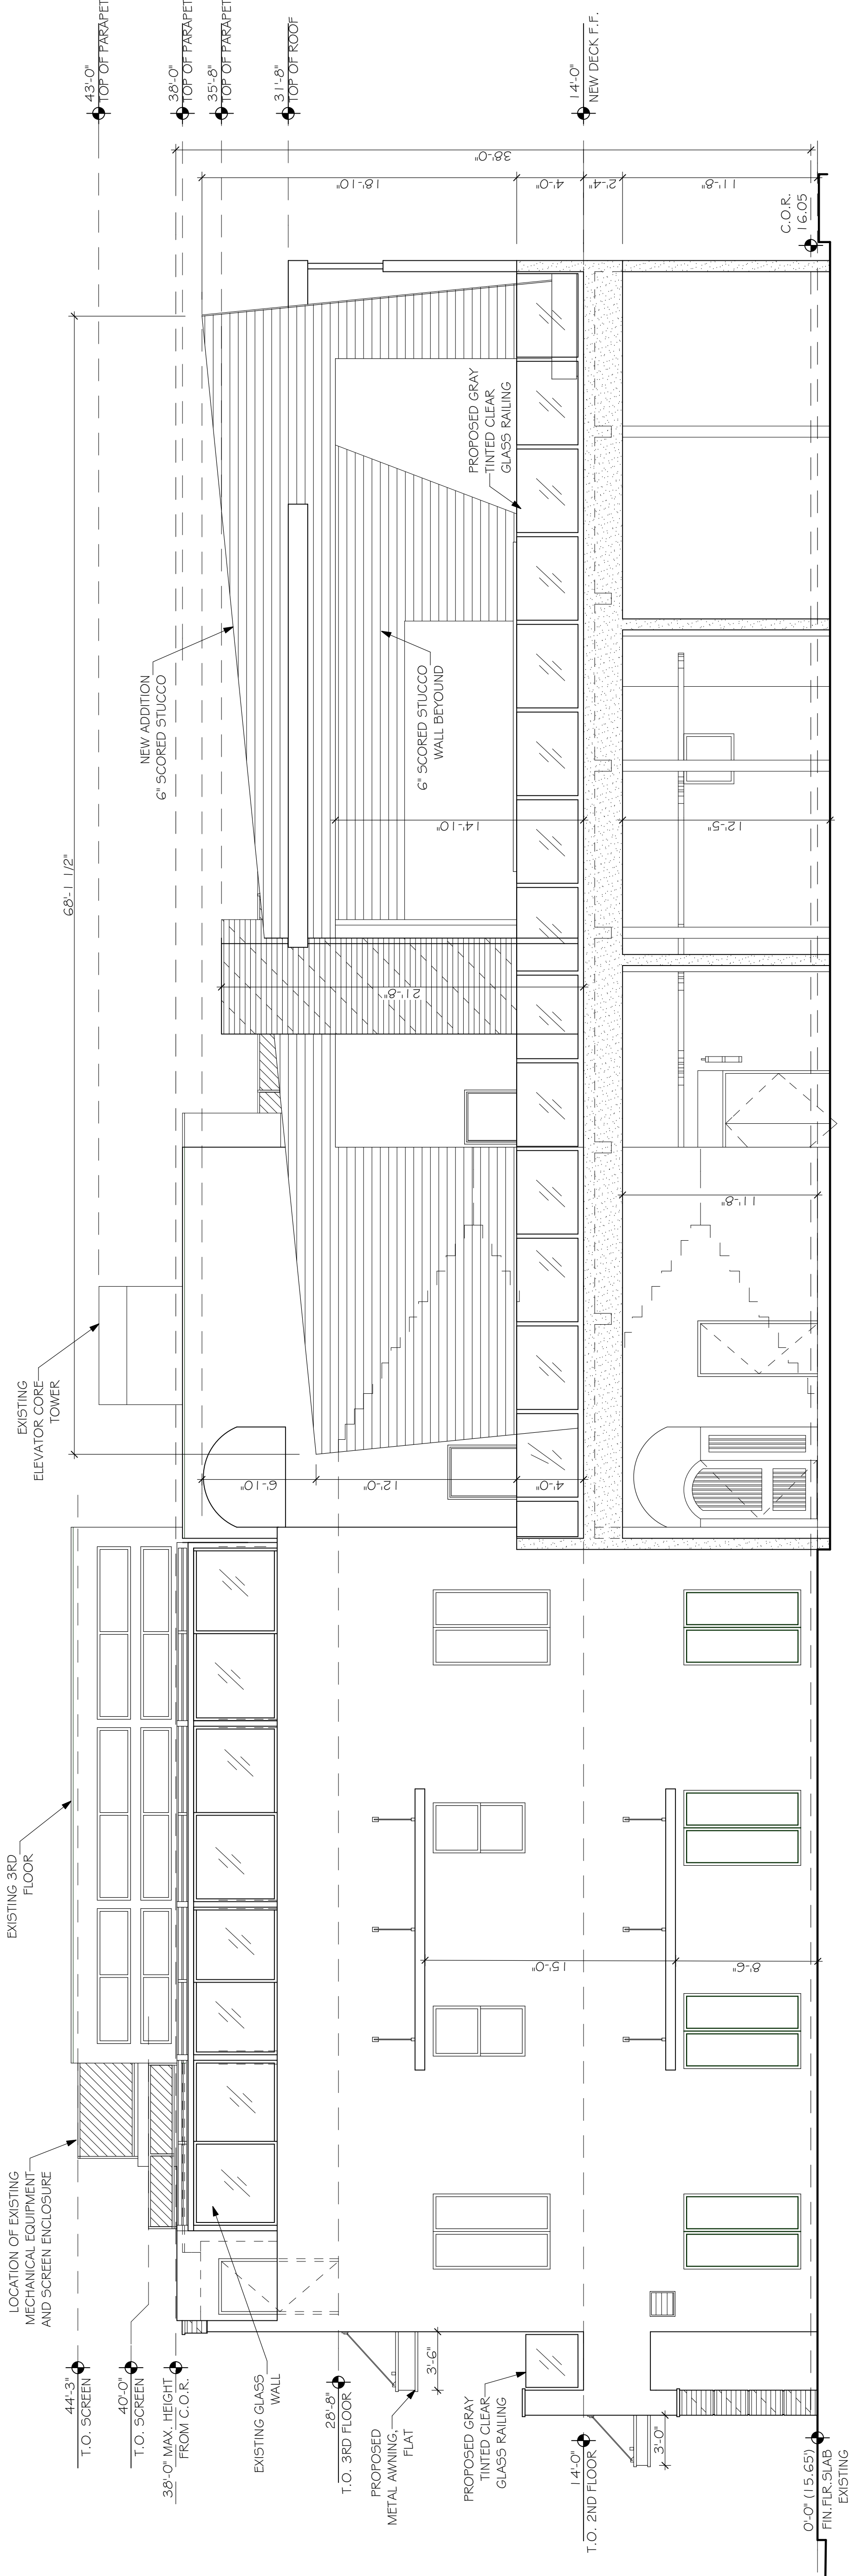 44'-3"
T.O. SCREEN
40'-0"
T.O. SCREEN
38'-0" MAX. HEIGHT
FROM C.O.R.
LOCATION OF EXISTING
MECHANICAL EQUIPMENT
AND SCREEN ENCLOSURE
EXISTING 3RD
FLOOR
EXISTING
ELEVATOR CORE
TOWER
68'-1 1/2"
NEW ADDITION
6" SCORED STUCCO
43'-0"
TOP OF PARAPET
38'-0"
TOP OF PARAPET
35'-8"
TOP OF PARAPET
31'-8"
TOP OF ROOF
14'-0"
NEW DECK F.F.
EXISTING GLASS
WALL
28'-8"
T.O. 3RD FLOOR
PROPOSED
METAL AWNING,
FLAT
3'-6"
PROPOSED GRAY
TINTED CLEAR
GLASS RAILING
14'-0"
T.O. 2ND FLOOR
3'-0"
0'-0" (15.65')
FIN.FLR.SLAB
EXISTING
15'-0"
8'-6"
6'-10"
12'-0"
4'-0"
11'-8"
21'-8"
14'-10"
12'-5"
6" SCORED STUCCO
WALL BEYOUND
PROPOSED GRAY
TINTED CLEAR
GLASS RAILING
38'-0"
18'-10"
4'-0"
2'-4"
11'-8"
C.O.R.
16.05